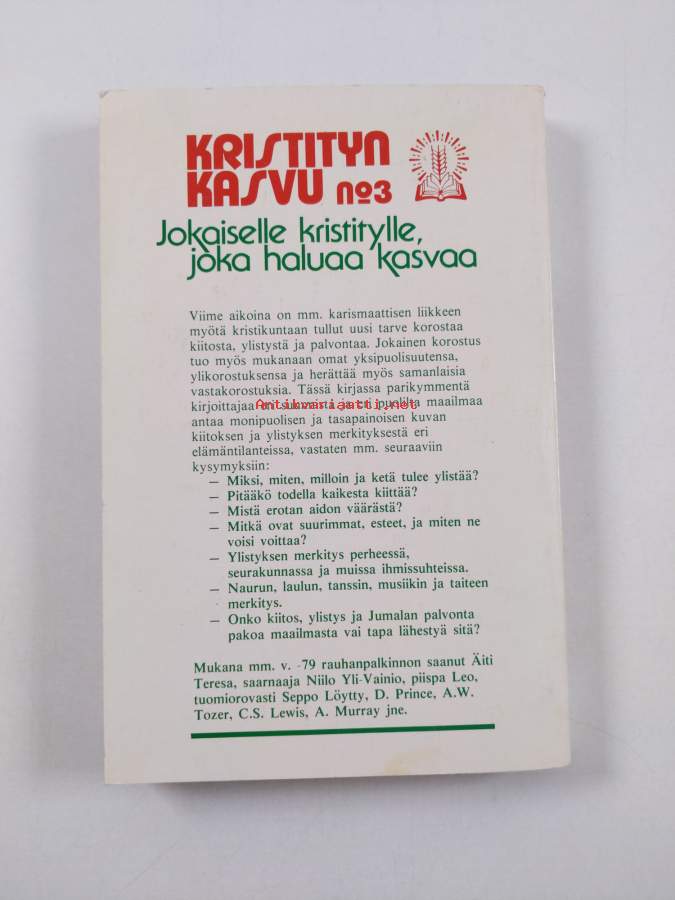 KRISTITYN
KASVU no3
Jokaiselle kristitylle,
joka haluaa kasvaa
Viime aikoina on mm. karismaattisen liikkeen
myötä kristikuntaan tullut uusi tarve korostaa
kiitosta, ylistystä ja palvontaa. Jokainen korostus
tuo myös mukanaan omat yksipuolisuutensa,
ylikorostuksensa ja herättää myös samanlaisia
vastakorostuksia. Tässä kirjassa parikymmentä
kirjoittajaa eri puolilta maailmaa
Antikvariaatti.net
antaa monipuolisen ja tasapainoisen kuvan
kiitoksen ja ylistyksen merkityksestä eri
elämäntilanteissa, vastaten mm. seuraaviin
kysymyksiin:
— Miksi, miten, milloin ja ketä tulee ylistää?
— Pitääkö todella kaikesta kiittää?
— Mistä erotan aidon väärästä?
— Mitkä ovat suurimmat, esteet, ja miten ne
voisi voittaa?
— Ylistyksen merkitys perheessä,
seurakunnassa ja muissa ihmissuhteissa.
— Naurun, laulun, tanssin, musiikin ja taiteen
merkitys.
— Onko kiitos, ylistys ja Jumalan palvonta
pakoa maailmasta vai tapa lähestyä sitä?
Mukana mm. v. -79 rauhanpalkinnon saanut Äiti
Teresa, saarnaaja Niilo Yli-Vainio, piispa Leo,
tuomiorovasti Seppo Löytty, D. Prince, A.W.
Tozer, C.S. Lewis, A. Murray jne.